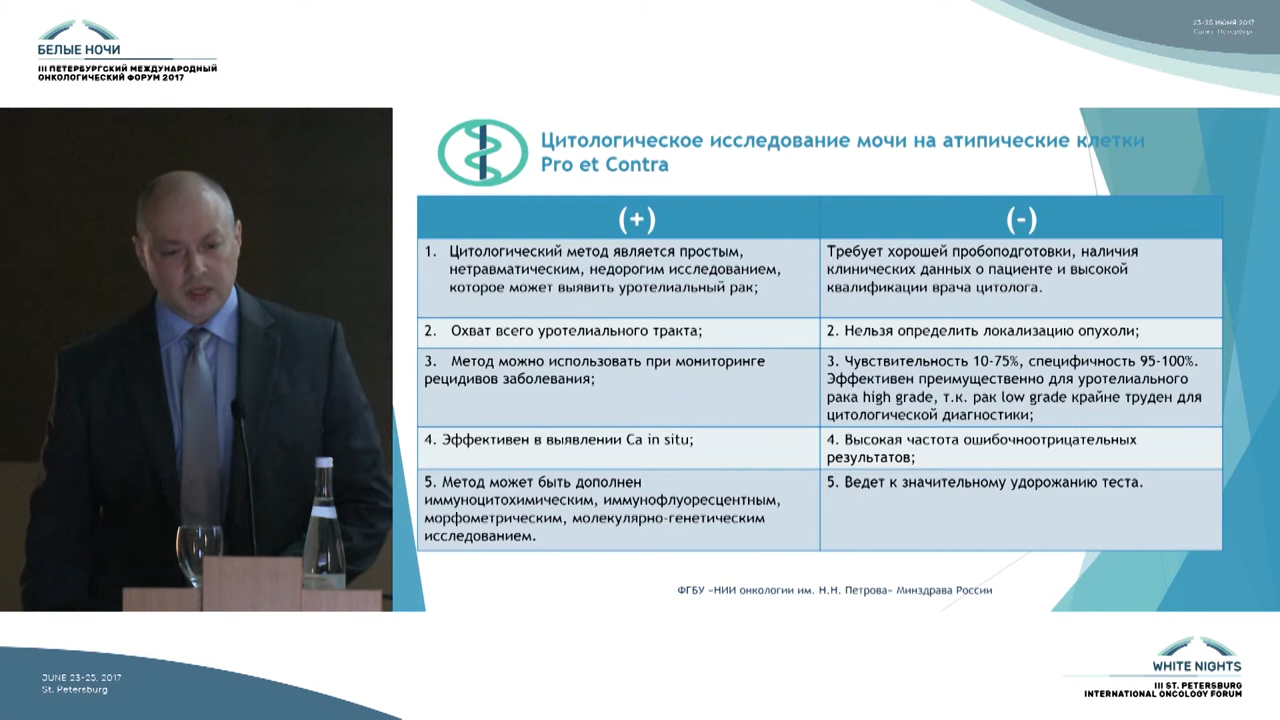 БЕЛЫЕ НОЧИ
III ПЕТЕРБУРГСКИЙ МЕЖДУНАРОДНЫЙ
ОНКОЛОГИЧЕСКИЙ ФОРУМ 2017
23-25 ИЮНЯ 2017
Санкт-Петербург
Цитологическое исследование мочи на атипические клетки
Pro et Contra
(+)
(-)
1. Цитологический метод является простым,
нетравматическим, недорогим исследованием,
которое может выявить уротелиальный рак;
Требует хорошей пробоподготовки, наличия
клинических данных о пациенте и высокой
квалификации врача цитолога.
2. Охват всего уротелиального тракта;
2. Нельзя определить локализацию опухоли;
3. Метод можно использовать при мониторинге
рецидивов заболевания;
3. Чувствительность 10-75%, специфичность 95-100%.
Эффективен преимущественно для уротелиального
рака high grade, т.к. рак low grade крайне труден для
цитологической диагностики;
4. Эффективен в выявлении Ca in situ;
4. Высокая частота ошибочноотрицательных
результатов;
5. Метод может быть дополнен
иммуноцитохимическим, иммунофлуоресцентным,
морфометрическим, молекулярно-генетическим
исследованием.
5. Ведет к значительному удорожанию теста.
ФГБУ «НИИ онкологии им. Н.Н. Петрова» Минздрава России
JUNE 23-25, 2017
St. Petersburg
WHITE NIGHTS
III ST. PETERSBURG
INTERNATIONAL ONCOLOGY FORUM